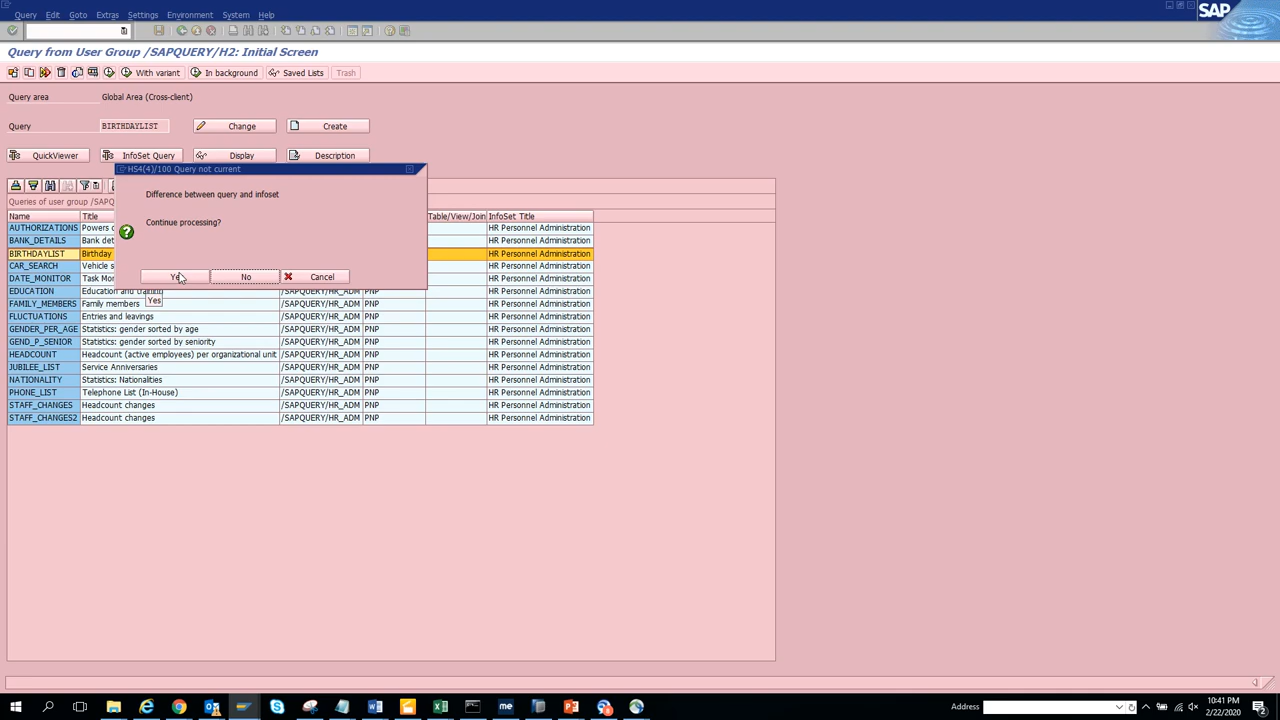 Query Edit Goto Extras Settings Environment System Help
SAP
Query from User Group /SAPQUERY/H2: Initial Screen
With variant In background Saved Lists Trash
Query area Global Area (Cross-client)
Query BIRTHDAYLIST Change Create
QuickViewer InfoSet Query Display Description
HS4(4)/100 Query not current
Difference between query and infoset
Continue processing?
Yes No Cancel
Yes
Queries of user group /SAPQ
Name Title Table/View/Join InfoSet Title
AUTHORIZATIONS Powers o HR Personnel Administration
BANK_DETAILS Bank det HR Personnel Administration
BIRTHDAYLIST Birthday HR Personnel Administration
CAR_SEARCH Vehicle s HR Personnel Administration
DATE_MONITOR Task Mon HR Personnel Administration
EDUCATION Education and training /SAPQUERY/HR_ADM PNP HR Personnel Administration
FAMILY_MEMBERS Family members /SAPQUERY/HR_ADM PNP HR Personnel Administration
FLUCTUATIONS Entries and leavings /SAPQUERY/HR_ADM PNP HR Personnel Administration
GENDER_PER_AGE Statistics: gender sorted by age /SAPQUERY/HR_ADM PNP HR Personnel Administration
GEND_P_SENIOR Statistics: gender sorted by seniority /SAPQUERY/HR_ADM PNP HR Personnel Administration
HEADCOUNT Headcount (active employees) per organizational unit /SAPQUERY/HR_ADM PNP HR Personnel Administration
JUBILEE_LIST Service Anniversaries /SAPQUERY/HR_ADM PNP HR Personnel Administration
NATIONALITY Statistics: Nationalities /SAPQUERY/HR_ADM PNP HR Personnel Administration
PHONE_LIST Telephone List (In-House) /SAPQUERY/HR_ADM PNP HR Personnel Administration
STAFF_CHANGES Headcount changes /SAPQUERY/HR_ADM PNP HR Personnel Administration
STAFF_CHANGES2 Headcount changes /SAPQUERY/HR_ADM PNP HR Personnel Administration
me Address 10:41 PM
2/22/2020